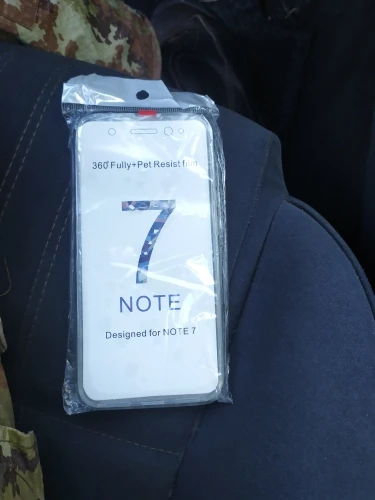 360°Fully+Pet Resist film
7
NOTE
Designed for NOTE 7